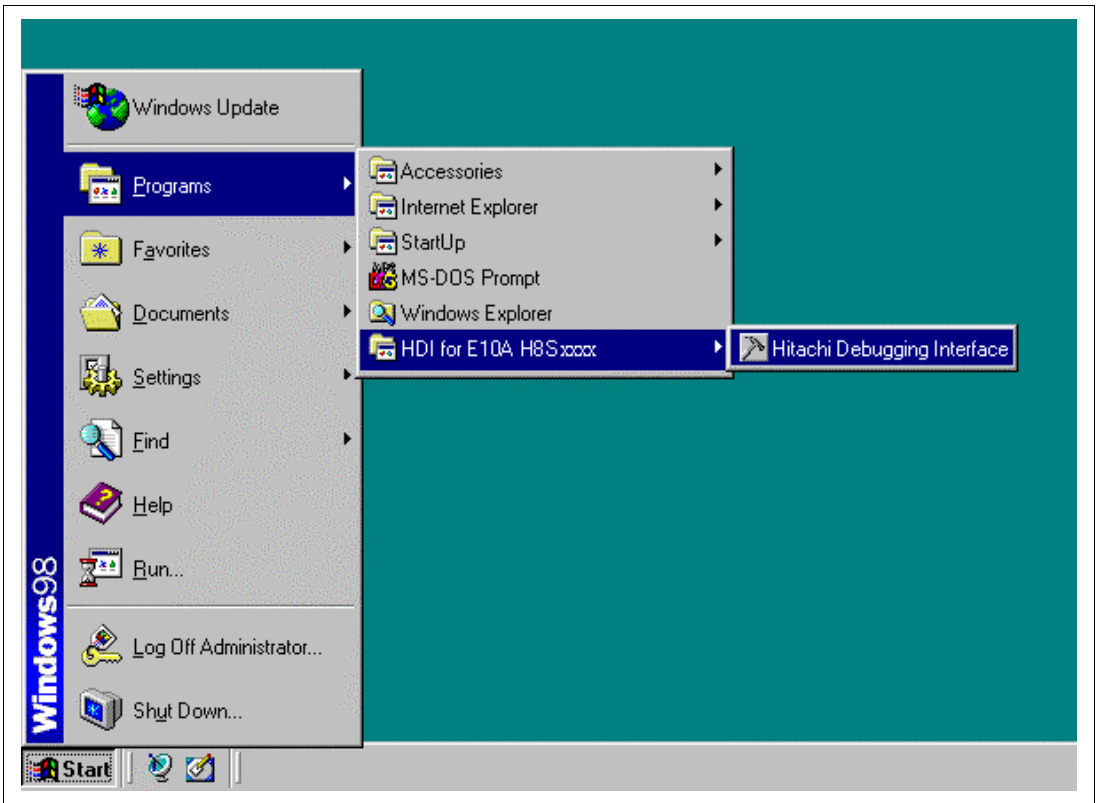 Windows Update
Programs
Favorites
Documents
Settings
Find
Help
Run...
Log Off Administrator...
Shut Down...
Windows98
Accessories
Internet Explorer
StartUp
MS-DOS Prompt
Windows Explorer
HDI for E10A H8Sxxxx
Hitachi Debugging Interface
Start